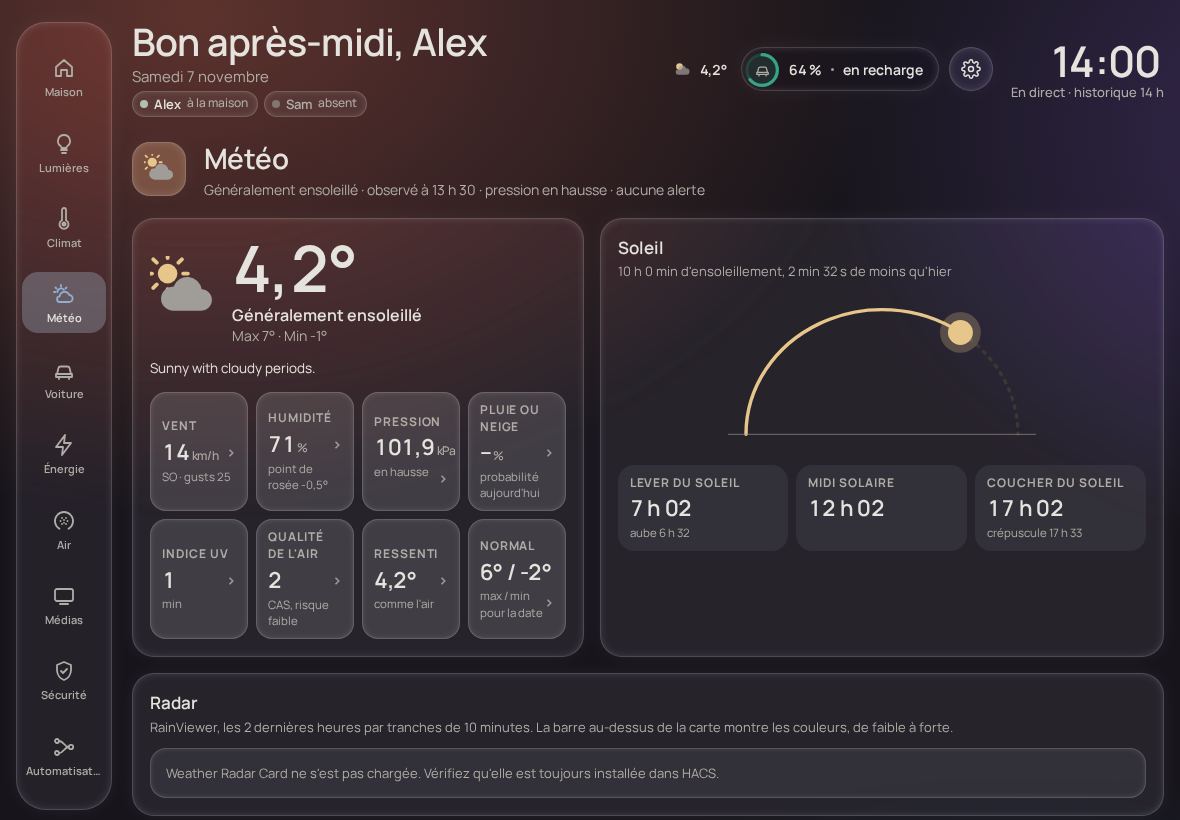 Bon après-midi, Alex
Samedi 7 novembre
Alex à la maison
Sam absent
4,2°
64 % · en recharge
14:00
En direct · historique 14 h
Maison
Lumières
Climat
Météo
Voiture
Énergie
Air
Médias
Sécurité
Automatisat…
Météo
Généralement ensoleillé · observé à 13 h 30 · pression en hausse · aucune alerte
4,2°
Généralement ensoleillé
Max 7° · Min -1°
Sunny with cloudy periods.
VENT
14 km/h
SO · gusts 25
HUMIDITÉ
71 %
point de
rosée -0,5°
PRESSION
101,9 kPa
en hausse
PLUIE OU
NEIGE
– %
probabilité
aujourd'hui
INDICE UV
1
min
QUALITÉ
DE L'AIR
2
CAS, risque
faible
RESSENTI
4,2°
comme l'air
NORMAL
6° / -2°
max / min
pour la date
Soleil
10 h 0 min d'ensoleillement, 2 min 32 s de moins qu'hier
LEVER DU SOLEIL
7 h 02
aube 6 h 32
MIDI SOLAIRE
12 h 02
COUCHER DU SOLEIL
17 h 02
crépuscule 17 h 33
Radar
RainViewer, les 2 dernières heures par tranches de 10 minutes. La barre au-dessus de la carte montre les couleurs, de faible à forte.
Weather Radar Card ne s'est pas chargée. Vérifiez qu'elle est toujours installée dans HACS.